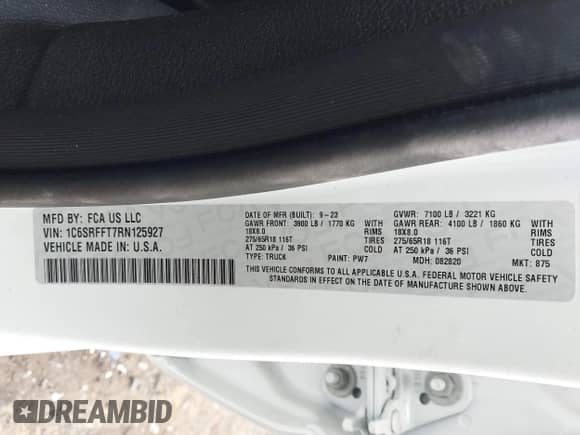 MFD BY: FCA US LLC
VIN: 1C6SRFFT7RN125927
VEHICLE MADE IN: U.S.A.
DATE OF MFR (BUILT): 9-23 GVWR: 7100 LB / 3221 KG
GAWR FRONT: 3900 LB / 1770 KG GAWR REAR: 4100 LB / 1860 KG
18X8.0 RIMS 18X8.0 RIMS
275/65R18 116T TIRES 275/65R18 116T TIRES
AT 250 kPa / 36 PSI COLD AT 250 kPa / 36 PSI COLD
TYPE: TRUCK PAINT: PW7 MDH: 082820 MKT: 875
THIS VEHICLE CONFORMS TO ALL APPLICABLE U.S.A. FEDERAL MOTOR VEHICLE SAFETY
STANDARDS IN EFFECT ON THE DATE OF MANUFACTURE SHOWN ABOVE.
DREAMBID